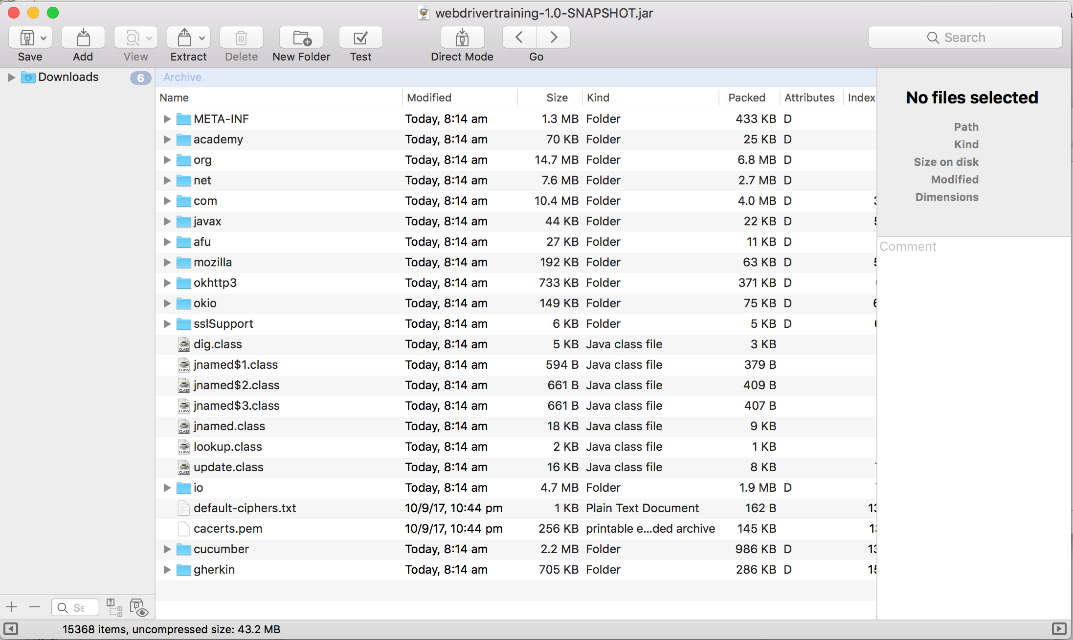 webdrivertraining-1.0-SNAPSHOT.jar
Save Add View Extract Delete New Folder Test Direct Mode Go Search
Downloads 6 Archive
Name Modified Size Kind Packed Attributes Index
META-INF Today, 8:14 am 1.3 MB Folder 433 KB D
academy Today, 8:14 am 70 KB Folder 25 KB D
org Today, 8:14 am 14.7 MB Folder 6.8 MB D
net Today, 8:14 am 7.6 MB Folder 2.7 MB D
com Today, 8:14 am 10.4 MB Folder 4.0 MB D
javax Today, 8:14 am 44 KB Folder 22 KB D
afu Today, 8:14 am 27 KB Folder 11 KB D
mozilla Today, 8:14 am 192 KB Folder 63 KB D
okhttp3 Today, 8:14 am 733 KB Folder 371 KB D
okio Today, 8:14 am 149 KB Folder 75 KB D
sslSupport Today, 8:14 am 6 KB Folder 5 KB D
dig.class Today, 8:14 am 5 KB Java class file 3 KB
jnamed$1.class Today, 8:14 am 594 B Java class file 379 B
jnamed$2.class Today, 8:14 am 661 B Java class file 409 B
jnamed$3.class Today, 8:14 am 661 B Java class file 407 B
jnamed.class Today, 8:14 am 18 KB Java class file 9 KB
lookup.class Today, 8:14 am 2 KB Java class file 1 KB
update.class Today, 8:14 am 16 KB Java class file 8 KB
io Today, 8:14 am 4.7 MB Folder 1.9 MB D
default-ciphers.txt 10/9/17, 10:44 pm 1 KB Plain Text Document 162 B
cacerts.pem 10/9/17, 10:44 pm 256 KB printable e...ded archive 145 KB
cucumber Today, 8:14 am 2.2 MB Folder 986 KB D
gherkin Today, 8:14 am 705 KB Folder 286 KB D
No files selected
Path
Kind
Size on disk
Modified
Dimensions
Comment
15368 items, uncompressed size: 43.2 MB